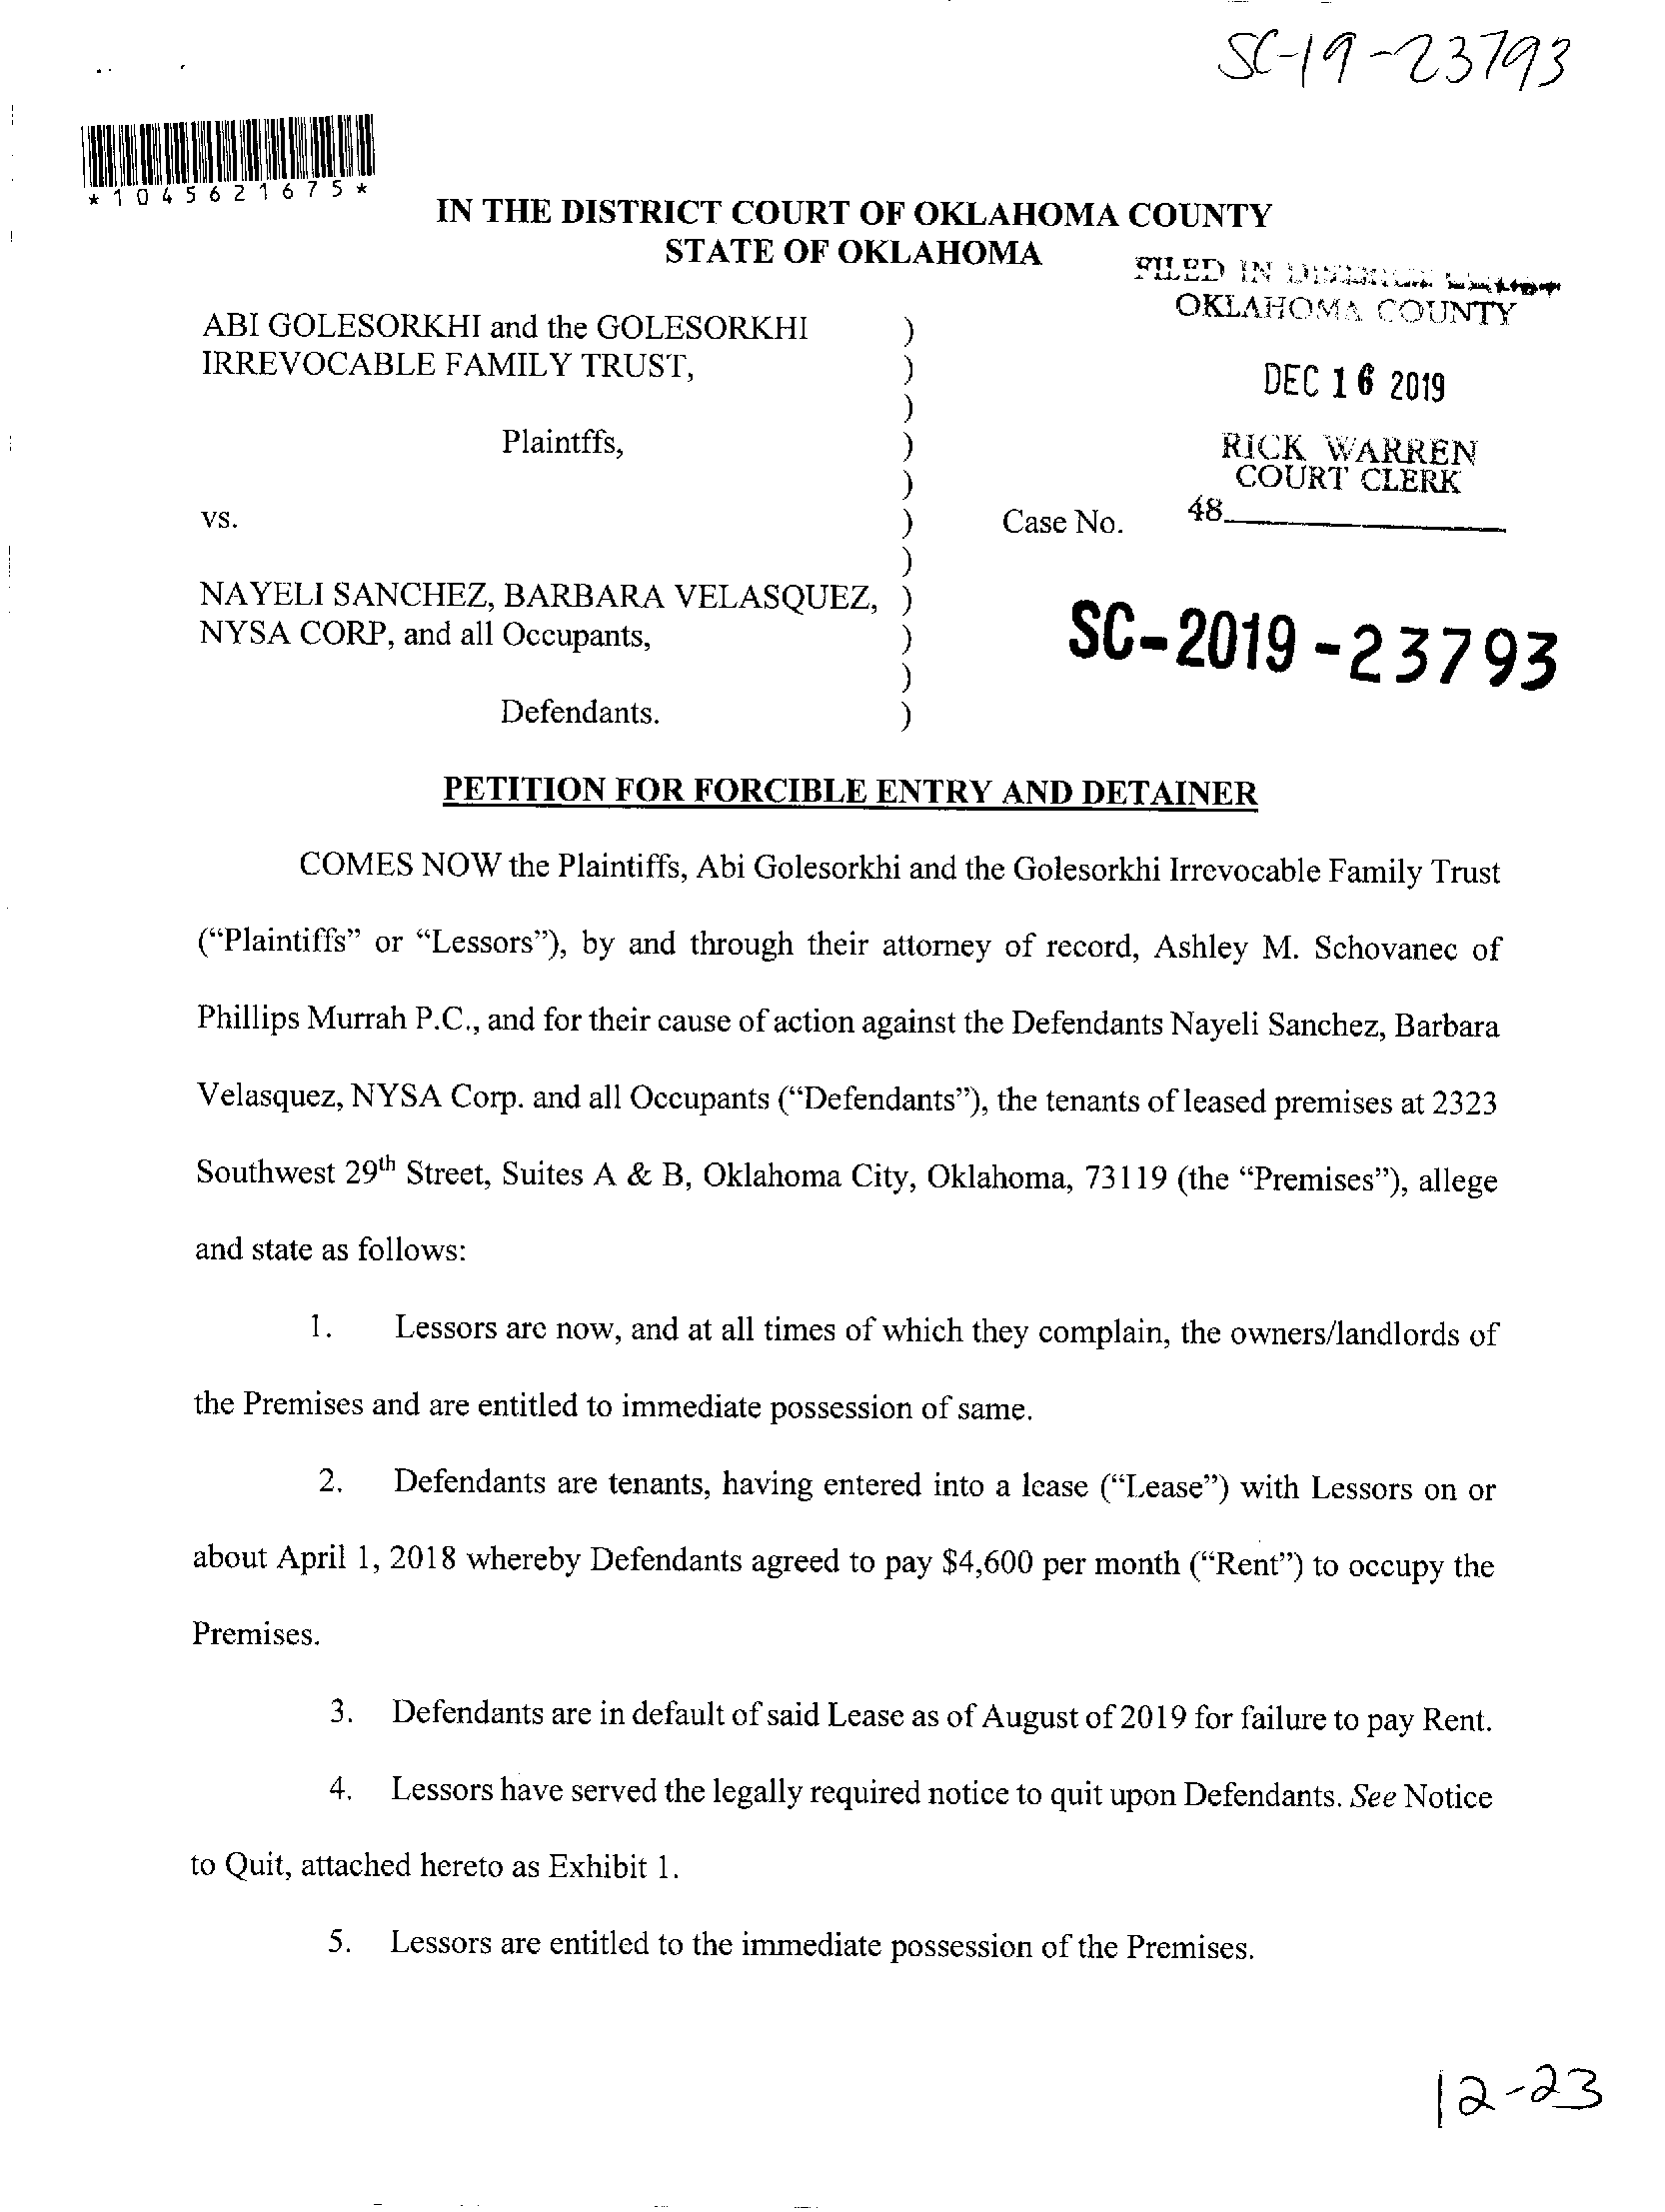 SC-19-23793
*1045621675*
IN THE DISTRICT COURT OF OKLAHOMA COUNTY
STATE OF OKLAHOMA
FILED IN
OKLAHOMA COUNTY
ABI GOLESORKHI and the GOLESORKHI )
IRREVOCABLE FAMILY TRUST, )
DEC 16 2019
)
Plaintffs, )
RICK WARREN
COURT CLERK
)
vs. ) Case No. 48
)
NAYELI SANCHEZ, BARBARA VELASQUEZ, )
NYSA CORP, and all Occupants, )
SC-2019-23793
)
Defendants. )
PETITION FOR FORCIBLE ENTRY AND DETAINER
COMES NOW the Plaintiffs, Abi Golesorkhi and the Golesorkhi Irrevocable Family Trust
(“Plaintiffs” or “Lessors”), by and through their attorney of record, Ashley M. Schovanec of
Phillips Murrah P.C., and for their cause of action against the Defendants Nayeli Sanchez, Barbara
Velasquez, NYSA Corp. and all Occupants (“Defendants”), the tenants of leased premises at 2323
Southwest 29th Street, Suites A & B, Oklahoma City, Oklahoma, 73119 (the “Premises”), allege
and state as follows:
1. Lessors are now, and at all times of which they complain, the owners/landlords of
the Premises and are entitled to immediate possession of same.
2. Defendants are tenants, having entered into a lease (“Lease”) with Lessors on or
about April 1, 2018 whereby Defendants agreed to pay $4,600 per month (“Rent”) to occupy the
Premises.
3. Defendants are in default of said Lease as of August of 2019 for failure to pay Rent.
4. Lessors have served the legally required notice to quit upon Defendants. See Notice
to Quit, attached hereto as Exhibit 1.
5. Lessors are entitled to the immediate possession of the Premises.
12-23